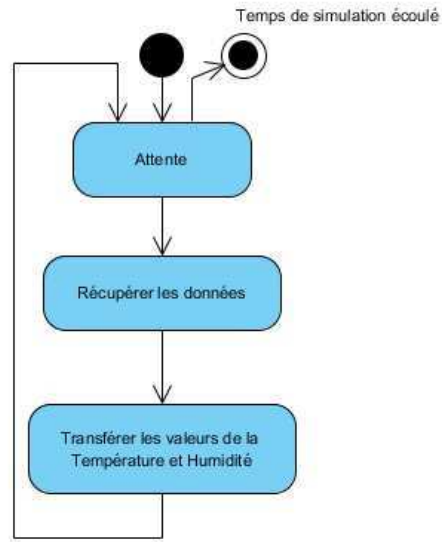 Temps de simulation écoulé
Attente
Récupérer les données
Transférer les valeurs de la
Température et Humidité